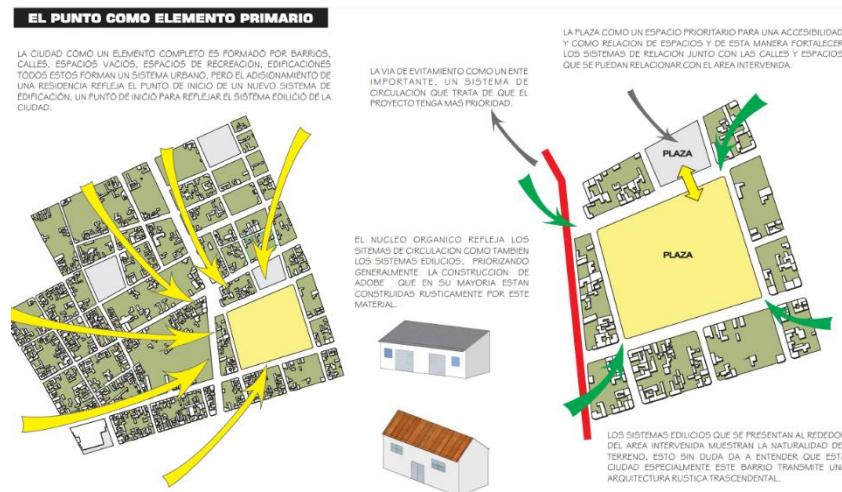 EL PUNTO COMO ELEMENTO PRIMARIO
LA CIUDAD COMO UN ELEMENTO COMPLETO ES FORMADO POR BARRIOS,
CALLES, ESPACIOS VACIOS, ESPACIOS DE RECREACIÓN, EDIFICACIONES
TODOS ESTOS FORMAN UN SISTEMA URBANO, PERO EL ADISIONAMIENTO DE
UNA RESIDENCIA REFLEJA EL PUNTO DE INICIO DE UN NUEVO SISTEMA DE
EDIFICACIÓN, UN PUNTO DE INICIO PARA REFLEJAR EL SISTEMA EDILICIO DE LA
CIUDAD.
LA VIA DE EVITAMIENTO COMO UN ENTE
IMPORTANTE, UN SISTEMA DE
CIRCULACION QUE TRATA DE QUE EL
PROYECTO TENGA MAS PRIORIDAD.
EL NUCLEO ORGANICO REFLEJA LOS
SITEMAS DE CIRCULACION COMO TAMBIEN
LOS SISTEMAS EDILICIOS, PRIORIZANDO
GENERALMENTE LA CONSTRUCCION DE
ADOBE QUE EN SU MAYORIA ESTAN
CONSTRUIDAS RUSTICAMENTE POR ESTE
MATERIAL.
LA PLAZA COMO UN ESPACIO PRIORITARIO PARA UNA ACCESIBILIDAD
Y COMO RELACION DE ESPACIOS Y DE ESTA MANERA FORTALECER
LOS SISTEMAS DE RELACION JUNTO CON LAS CALLES Y ESPACIOS
QUE SE PUEDAN RELACIONAR CON EL AREA INTERVENIDA.
PLAZA
PLAZA
LOS SISTEMAS EDILICIOS QUE SE PRESENTAN AL REDEDOR
DEL AREA INTERVENIDA MUESTRAN LA NATURALIDAD DE
TERRENO, ESTO SIN DUDA DA A ENTENDER QUE ESTA
CIUDAD ESPECIALMENTE ESTE BARRIO TRANSMITE UNA
ARQUITECTURA RUSTICA TRASCENDENTAL.